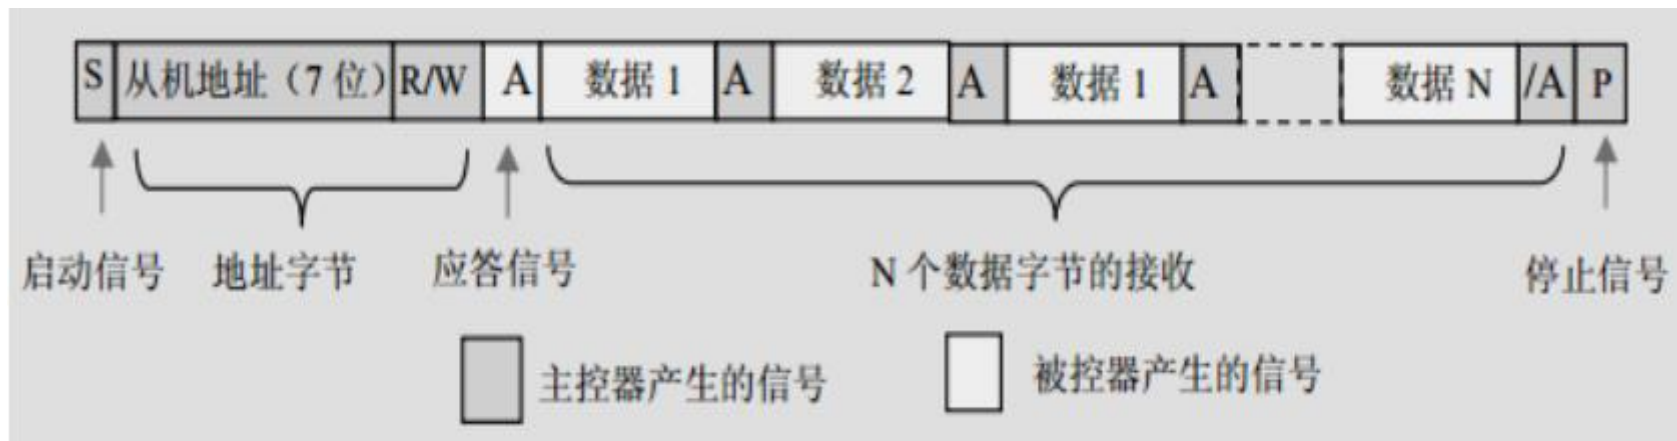 S 从机地址（7 位） R/W A 数据 1 A 数据 2 A 数据 1 A 数据 N /A P
启动信号 地址字节 应答信号 N 个数据字节的接收 停止信号
主控器产生的信号 被控器产生的信号